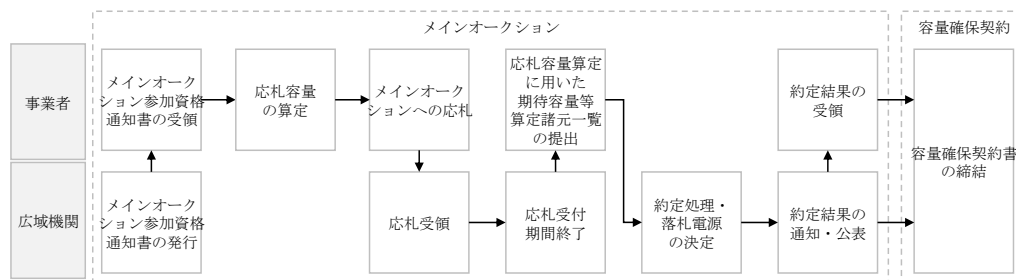 メインオークション
容量確保契約
事業者
メインオーク
ション参加資格
通知書の受領
応札容量
の算定
メインオーク
ションへの応札
応札容量算定
に用いた
期待容量等
算定諸元一覧
の提出
約定結果の
受領
容量確保契約書
の締結
広域機関
メインオーク
ション参加資格
通知書の発行
応札受領
応札受付
期間終了
約定処理・
落札電源
の決定
約定結果の
通知・公表